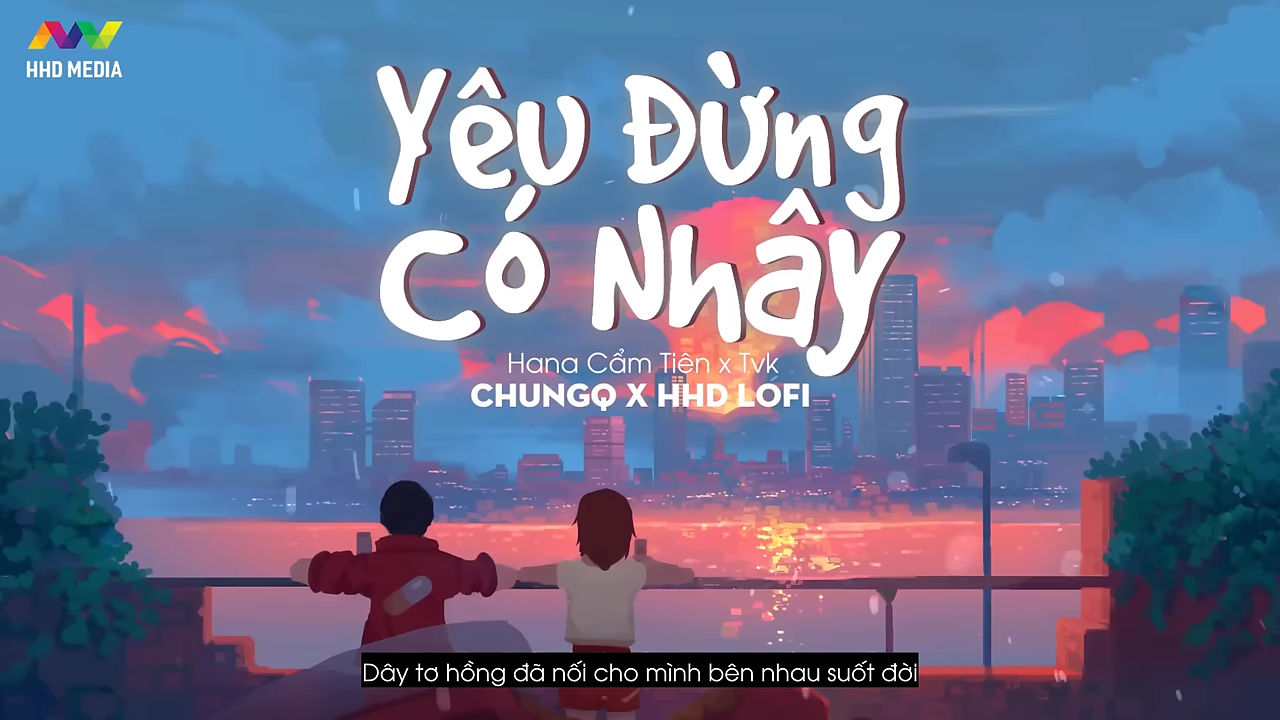 HHD MEDIA
Yêu Đừng
Có Nhây
Hana Cẩm Tiên x Tvk
CHUNGQ X HHD LOFI
Dây tơ hồng đã nối cho mình bên nhau suốt đời